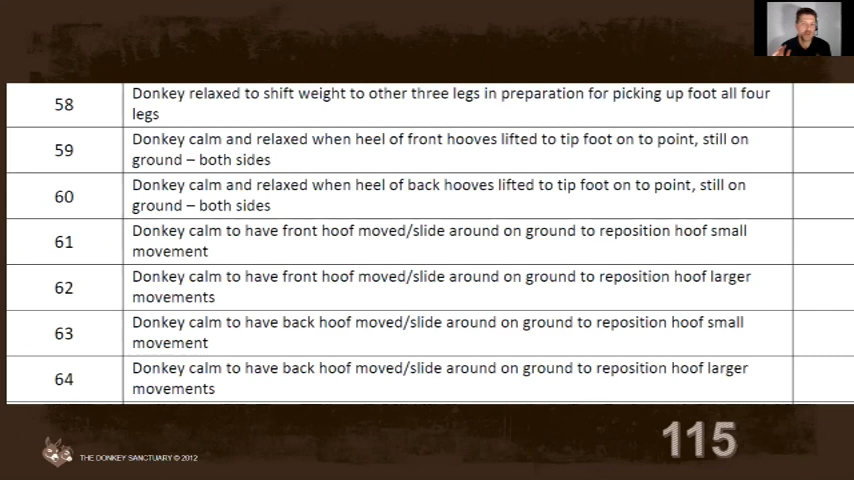 58
Donkey relaxed to shift weight to other three legs in preparation for picking up foot all four
legs
59
Donkey calm and relaxed when heel of front hooves lifted to tip foot on to point, still on
ground – both sides
60
Donkey calm and relaxed when heel of back hooves lifted to tip foot on to point, still on
ground – both sides
61
Donkey calm to have front hoof moved/slide around on ground to reposition hoof small
movement
62
Donkey calm to have front hoof moved/slide around on ground to reposition hoof larger
movements
63
Donkey calm to have back hoof moved/slide around on ground to reposition hoof small
movement
64
Donkey calm to have back hoof moved/slide around on ground to reposition hoof larger
movements
115
THE DONKEY SANCTUARY © 2012